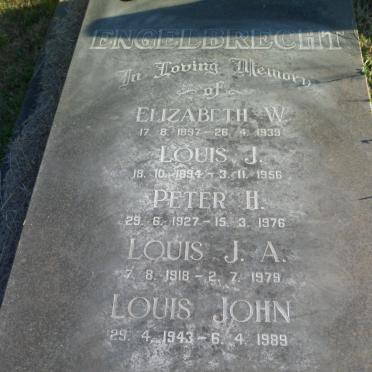 ENGELBRECHT
In Loving Memory
of
ELIZABETH W.
17. 8. 1897 - 26. 4. 1939
LOUIS J.
18. 10. 1894 - 3. 11. 1956
PETER H.
29. 6. 1927 - 15. 3. 1976
LOUIS J. A.
7. 8. 1918 - 2. 7. 1979
LOUIS JOHN
29. 4. 1943 - 6. 4. 1989